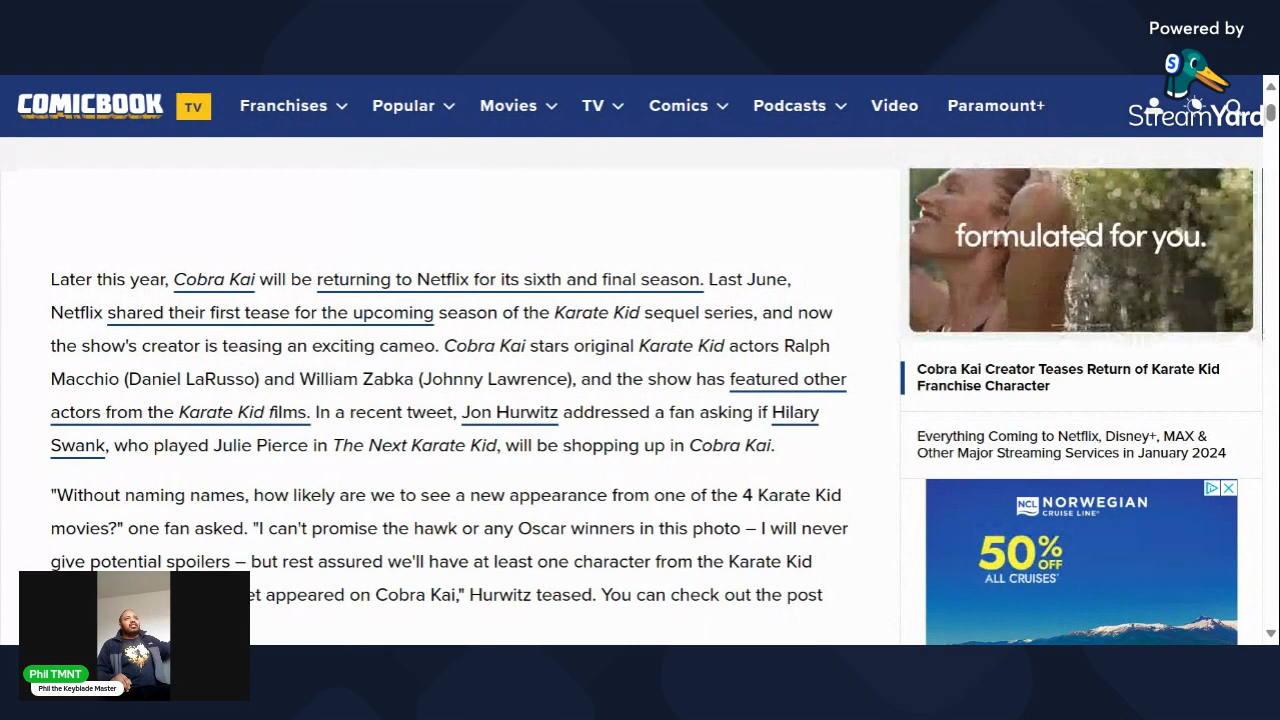 Powered by
StreamYard
COMICBOOK TV Franchises Popular Movies TV Comics Podcasts Video Paramount+
formulated for you.
Later this year, Cobra Kai will be returning to Netflix for its sixth and final season. Last June,
Netflix shared their first tease for the upcoming season of the Karate Kid sequel series, and now
the show's creator is teasing an exciting cameo. Cobra Kai stars original Karate Kid actors Ralph
Macchio (Daniel LaRusso) and William Zabka (Johnny Lawrence), and the show has featured other
actors from the Karate Kid films. In a recent tweet, Jon Hurwitz addressed a fan asking if Hilary
Swank, who played Julie Pierce in The Next Karate Kid, will be shopping up in Cobra Kai.
"Without naming names, how likely are we to see a new appearance from one of the 4 Karate Kid
movies?" one fan asked. "I can't promise the hawk or any Oscar winners in this photo – I will never
give potential spoilers – but rest assured we'll have at least one character from the Karate Kid
et appeared on Cobra Kai," Hurwitz teased. You can check out the post
Cobra Kai Creator Teases Return of Karate Kid
Franchise Character
Everything Coming to Netflix, Disney+, MAX &
Other Major Streaming Services in January 2024
NCL NORWEGIAN
CRUISE LINE®
50% OFF
ALL CRUISES*
Phil TMNT
Phil the Keyblade Master